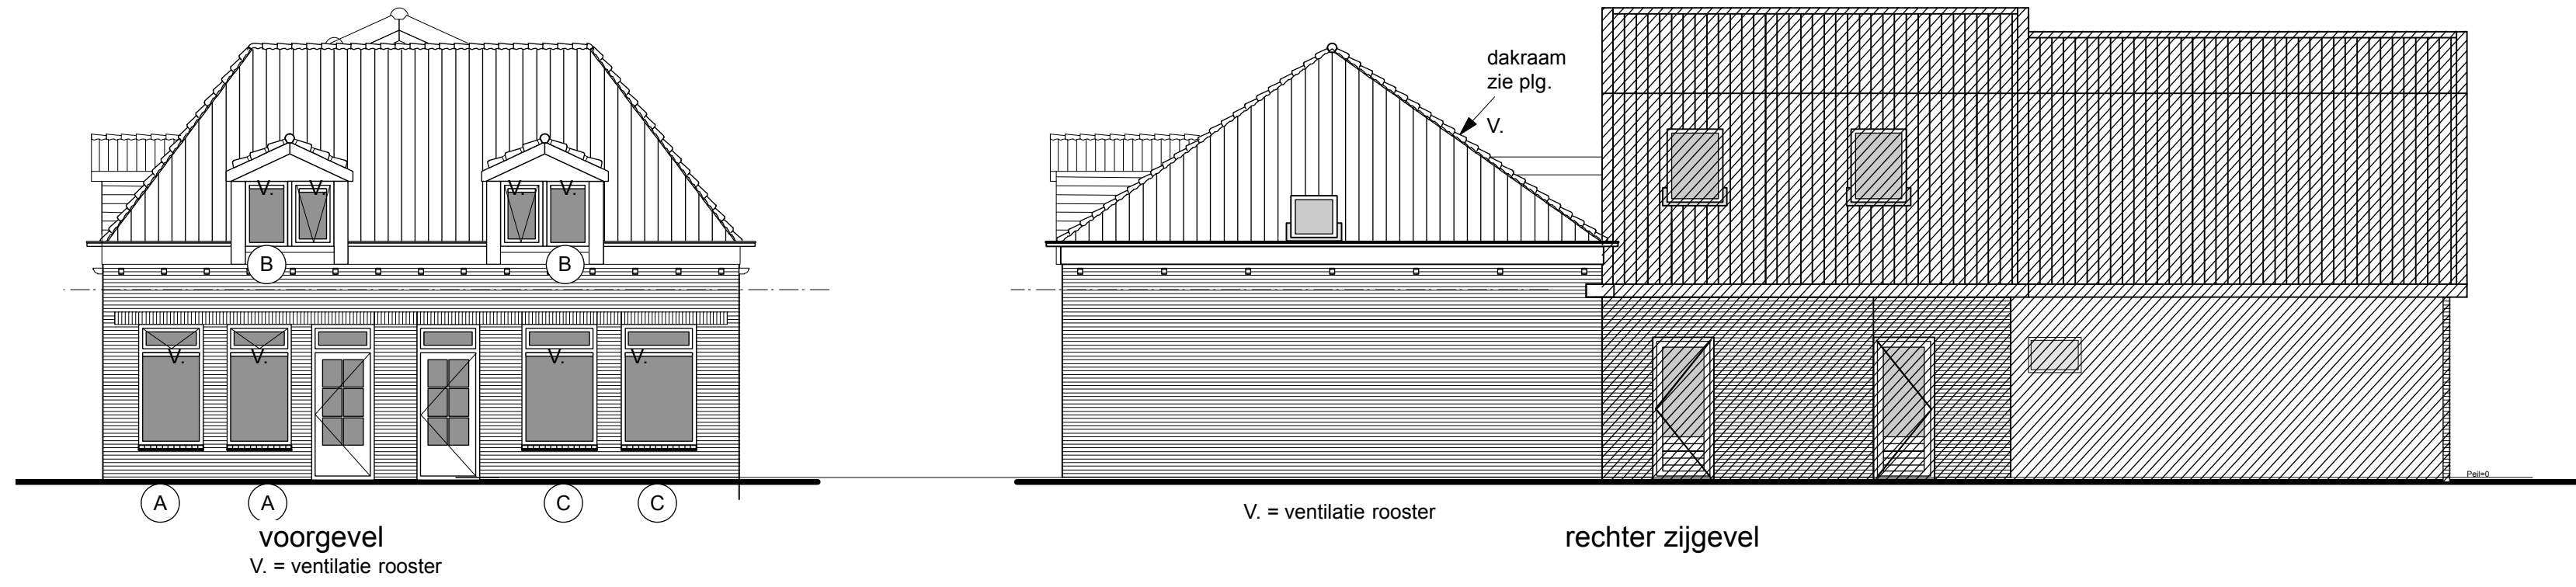 dakraam
zie plg.
V.
V.
V.
V.
V.
B
B
V.
V.
V.
V.
Peil=0
A
A
C
C
voorgevel
V. = ventilatie rooster
V. = ventilatie rooster
rechter zijgevel